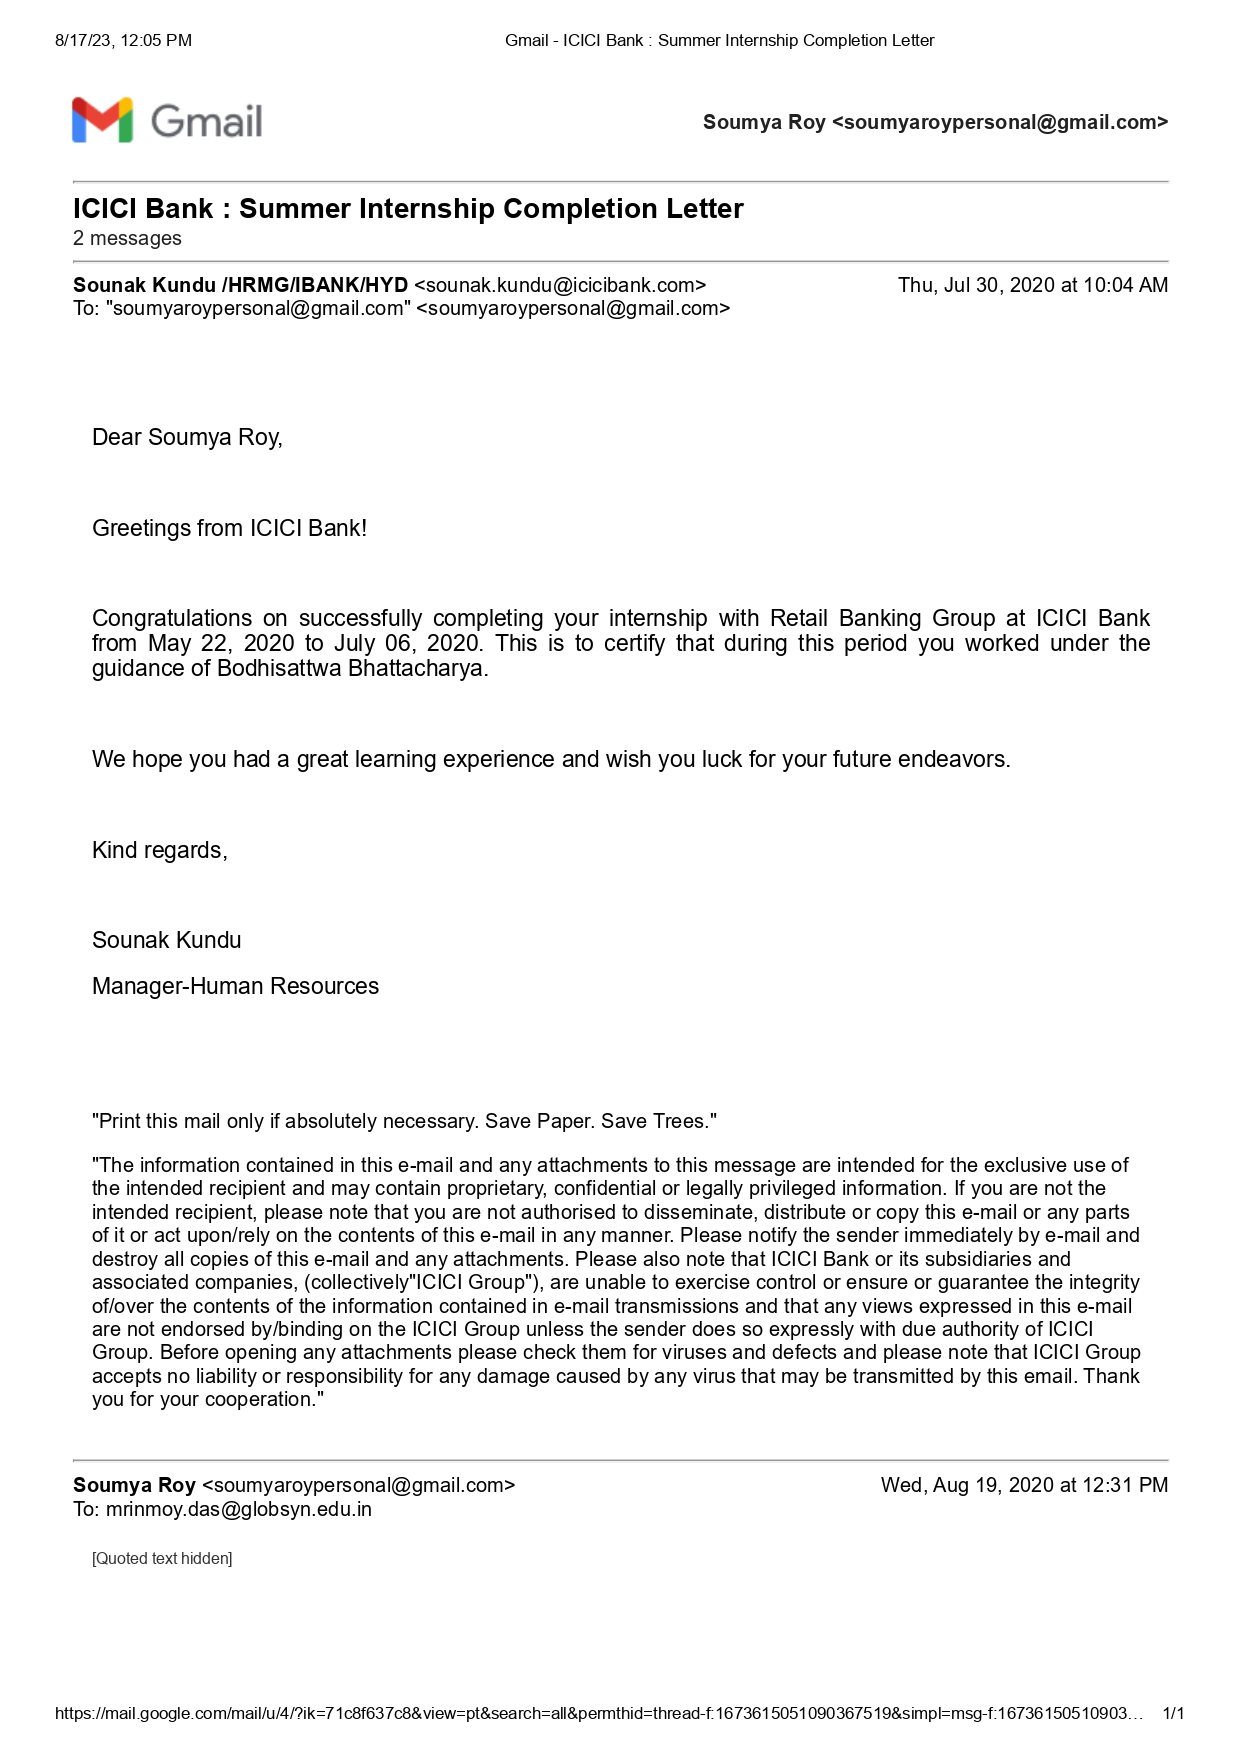 8/17/23, 12:05 PM Gmail - ICICI Bank : Summer Internship Completion Letter
Gmail Soumya Roy <soumyaroypersonal@gmail.com>
ICICI Bank : Summer Internship Completion Letter
2 messages
Sounak Kundu /HRMG/IBANK/HYD <sounak.kundu@icicibank.com> Thu, Jul 30, 2020 at 10:04 AM
To: "soumyaroypersonal@gmail.com" <soumyaroypersonal@gmail.com>
Dear Soumya Roy,
Greetings from ICICI Bank!
Congratulations on successfully completing your internship with Retail Banking Group at ICICI Bank
from May 22, 2020 to July 06, 2020. This is to certify that during this period you worked under the
guidance of Bodhisattwa Bhattacharya.
We hope you had a great learning experience and wish you luck for your future endeavors.
Kind regards,
Sounak Kundu
Manager-Human Resources
"Print this mail only if absolutely necessary. Save Paper. Save Trees."
"The information contained in this e-mail and any attachments to this message are intended for the exclusive use of
the intended recipient and may contain proprietary, confidential or legally privileged information. If you are not the
intended recipient, please note that you are not authorised to disseminate, distribute or copy this e-mail or any parts
of it or act upon/rely on the contents of this e-mail in any manner. Please notify the sender immediately by e-mail and
destroy all copies of this e-mail and any attachments. Please also note that ICICI Bank or its subsidiaries and
associated companies, (collectively"ICICI Group"), are unable to exercise control or ensure or guarantee the integrity
of/over the contents of the information contained in e-mail transmissions and that any views expressed in this e-mail
are not endorsed by/binding on the ICICI Group unless the sender does so expressly with due authority of ICICI
Group. Before opening any attachments please check them for viruses and defects and please note that ICICI Group
accepts no liability or responsibility for any damage caused by any virus that may be transmitted by this email. Thank
you for your cooperation."
Soumya Roy <soumyaroypersonal@gmail.com> Wed, Aug 19, 2020 at 12:31 PM
To: mrinmoy.das@globsyn.edu.in
[Quoted text hidden]
https://mail.google.com/mail/u/4/?ik=71c8f637c8&view=pt&search=all&permthid=thread-f:1673615051090367519&simpl=msg-f:16736150510903… 1/1